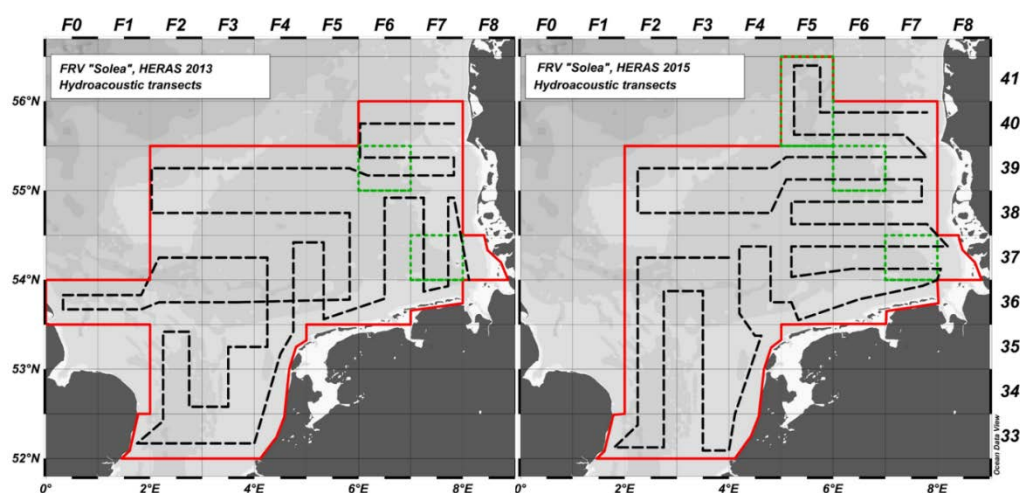 F0 F1 F2 F3 F4 F5 F6 F7 F8 F0 F1 F2 F3 F4 F5 F6 F7 F8
FRV "Solea", HERAS 2013
Hydroacoustic transects
FRV "Solea", HERAS 2015
Hydroacoustic transects
56°N
55°N
54°N
53°N
52°N
41
40
39
38
37
36
35
34
33
Ocean Data View
0°E 2°E 4°E 6°E 8°E 0°E 2°E 4°E 6°E 8°E